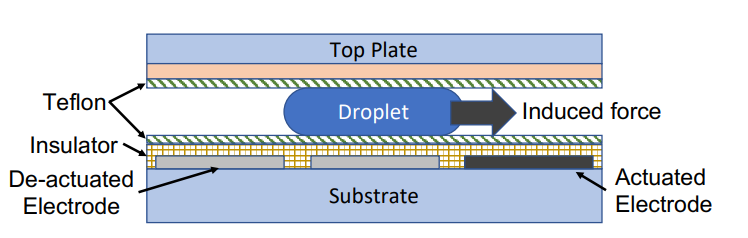 Top Plate
Teflon
Droplet
Induced force
Insulator
De-actuated
Electrode
Substrate
Actuated
Electrode